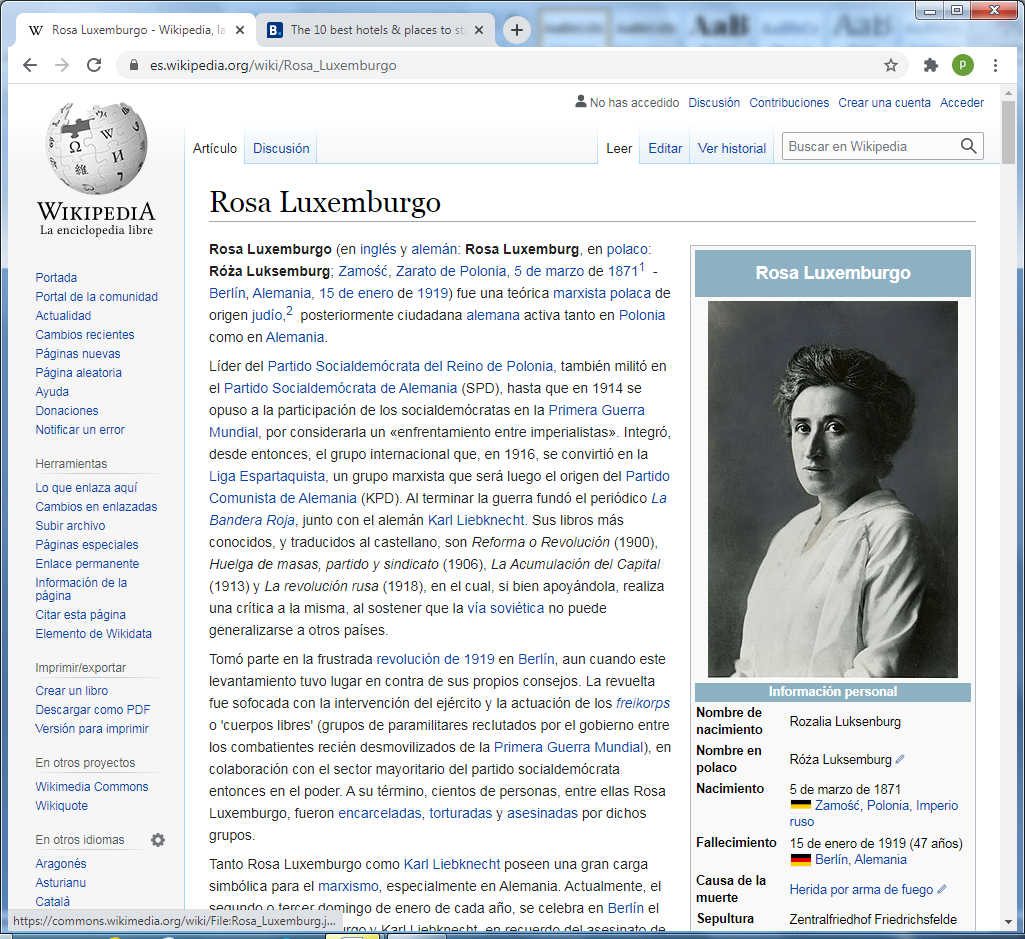 Rosa Luxemburgo - Wikipedia, la
The 10 best hotels & places to st
es.wikipedia.org/wiki/Rosa_Luxemburgo
p
No has accedido Discusión Contribuciones Crear una cuenta Acceder
Artículo Discusión Leer Editar Ver historial Buscar en Wikipedia
WIKIPEDIA
La enciclopedia libre
Portada
Portal de la comunidad
Actualidad
Cambios recientes
Páginas nuevas
Página aleatoria
Ayuda
Donaciones
Notificar un error
Herramientas
Lo que enlaza aquí
Cambios en enlazadas
Subir archivo
Páginas especiales
Enlace permanente
Información de la
página
Citar esta página
Elemento de Wikidata
Imprimir/exportar
Crear un libro
Descargar como PDF
Versión para imprimir
En otros proyectos
Wikimedia Commons
Wikiquote
En otros idiomas
Aragonés
Asturianu
Català
Rosa Luxemburgo
Rosa Luxemburgo (en inglés y alemán: Rosa Luxemburg, en polaco:
Róża Luksemburg; Zamość, Zarato de Polonia, 5 de marzo de 18711 -
Berlín, Alemania, 15 de enero de 1919) fue una teórica marxista polaca de
origen judío,2 posteriormente ciudadana alemana activa tanto en Polonia
como en Alemania.
Líder del Partido Socialdemócrata del Reino de Polonia, también militó en
el Partido Socialdemócrata de Alemania (SPD), hasta que en 1914 se
opuso a la participación de los socialdemócratas en la Primera Guerra
Mundial, por considerarla un «enfrentamiento entre imperialistas». Integró,
desde entonces, el grupo internacional que, en 1916, se convirtió en la
Liga Espartaquista, un grupo marxista que será luego el origen del Partido
Comunista de Alemania (KPD). Al terminar la guerra fundó el periódico La
Bandera Roja, junto con el alemán Karl Liebknecht. Sus libros más
conocidos, y traducidos al castellano, son Reforma o Revolución (1900),
Huelga de masas, partido y sindicato (1906), La Acumulación del Capital
(1913) y La revolución rusa (1918), en el cual, si bien apoyándola, realiza
una crítica a la misma, al sostener que la vía soviética no puede
generalizarse a otros países.
Tomó parte en la frustrada revolución de 1919 en Berlín, aun cuando este
levantamiento tuvo lugar en contra de sus propios consejos. La revuelta
fue sofocada con la intervención del ejército y la actuación de los freikorps
o 'cuerpos libres' (grupos de paramilitares reclutados por el gobierno entre
los combatientes recién desmovilizados de la Primera Guerra Mundial), en
colaboración con el sector mayoritario del partido socialdemócrata
entonces en el poder. A su término, cientos de personas, entre ellas Rosa
Luxemburgo, fueron encarceladas, torturadas y asesinadas por dichos
grupos.
Tanto Rosa Luxemburgo como Karl Liebknecht poseen una gran carga
simbólica para el marxismo, especialmente en Alemania. Actualmente, el
segundo o tercer domingo de enero de cada año, se celebra en Berlín el
y Karl Liebknecht, en recuerdo del asesinato de
Rosa Luxemburgo
Información personal
Nombre de
nacimiento Rozalia Luksenburg
Nombre en
polaco Róża Luksemburg
Nacimiento 5 de marzo de 1871
Zamość, Polonia, Imperio
ruso
Fallecimiento 15 de enero de 1919 (47 años)
Berlín, Alemania
Causa de la
muerte Herida por arma de fuego
Sepultura Zentralfriedhof Friedrichsfelde
https://commons.wikimedia.org/wiki/File:Rosa_Luxemburg.j...